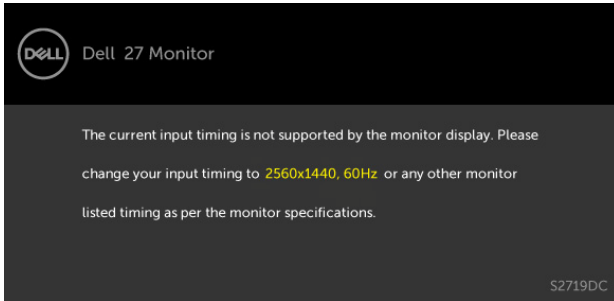 DELL
Dell 27 Monitor
The current input timing is not supported by the monitor display. Please
change your input timing to 2560x1440, 60Hz or any other monitor
listed timing as per the monitor specifications.
S2719DC